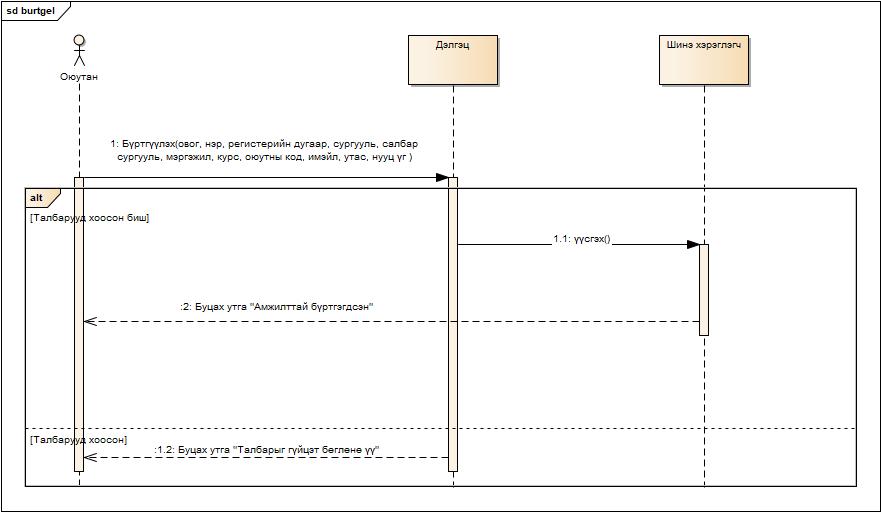 sd burtgel
Оюутан
Дэлгэц
Шинэ хэрэглэгч
1: Бүртгүүлэх(овог, нэр, регистерийн дугаар, сургууль, салбар
сургууль, мэргэжил, курс, оюутны код, имэйл, утас, нууц үг )
alt
[Талбарууд хоосон биш]
1.1: үүсгэх()
:2: Буцах утга "Амжилттай бүртгэгдсэн"
[Талбарууд хоосон]
:1.2: Буцах утга "Талбарыг гүйцэт бөглөнө үү"